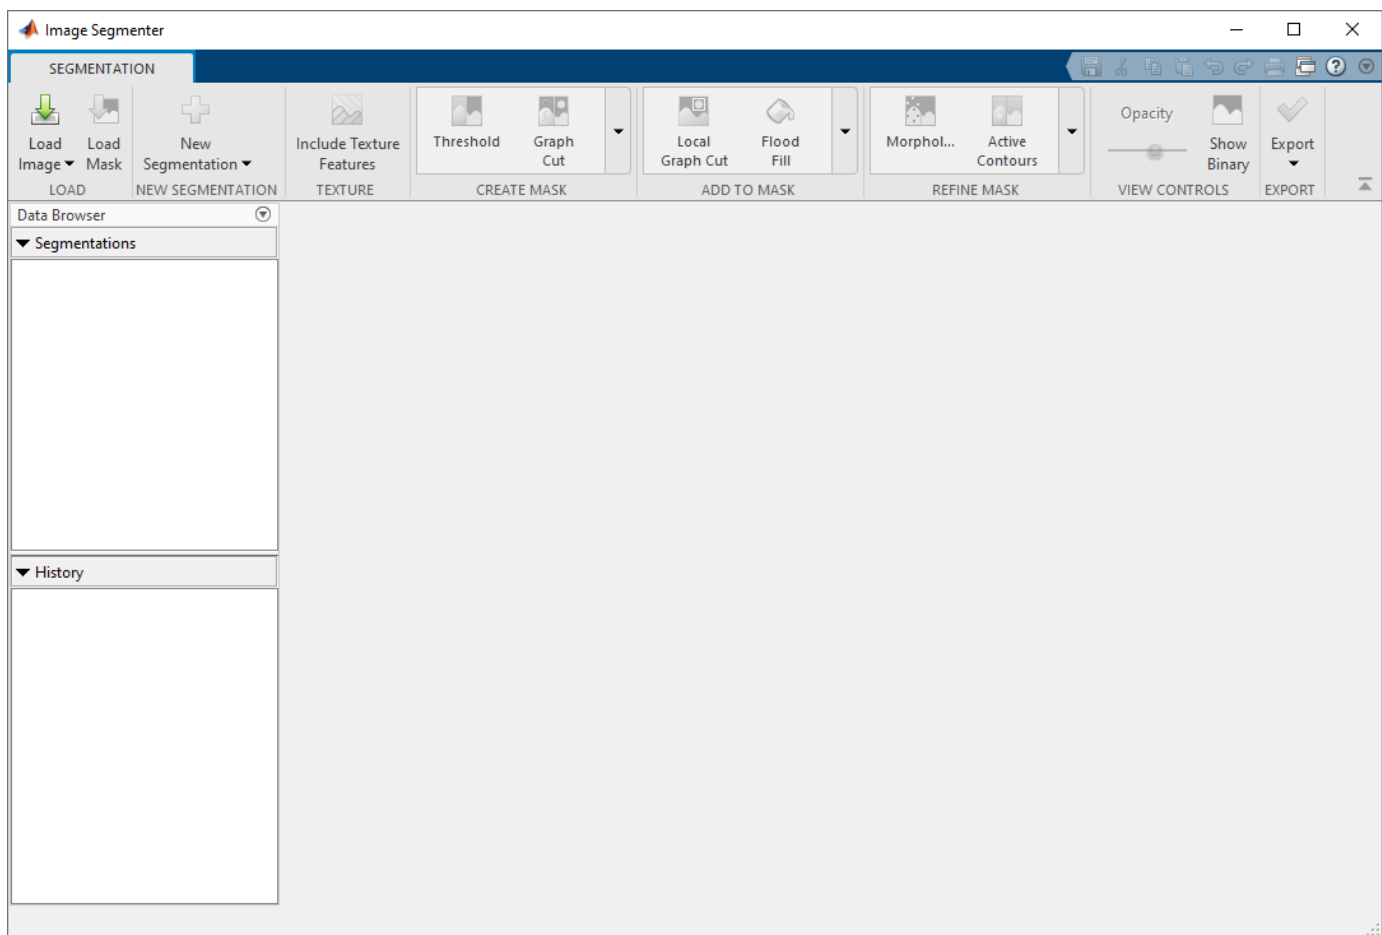 Image Segmenter
SEGMENTATION
Load Image
Load Mask
New Segmentation
Include Texture Features
Threshold
Graph Cut
Local Graph Cut
Flood Fill
Morphol...
Active Contours
Opacity
Show Binary
Export
LOAD
NEW SEGMENTATION
TEXTURE
CREATE MASK
ADD TO MASK
REFINE MASK
VIEW CONTROLS
EXPORT
Data Browser
Segmentations
History